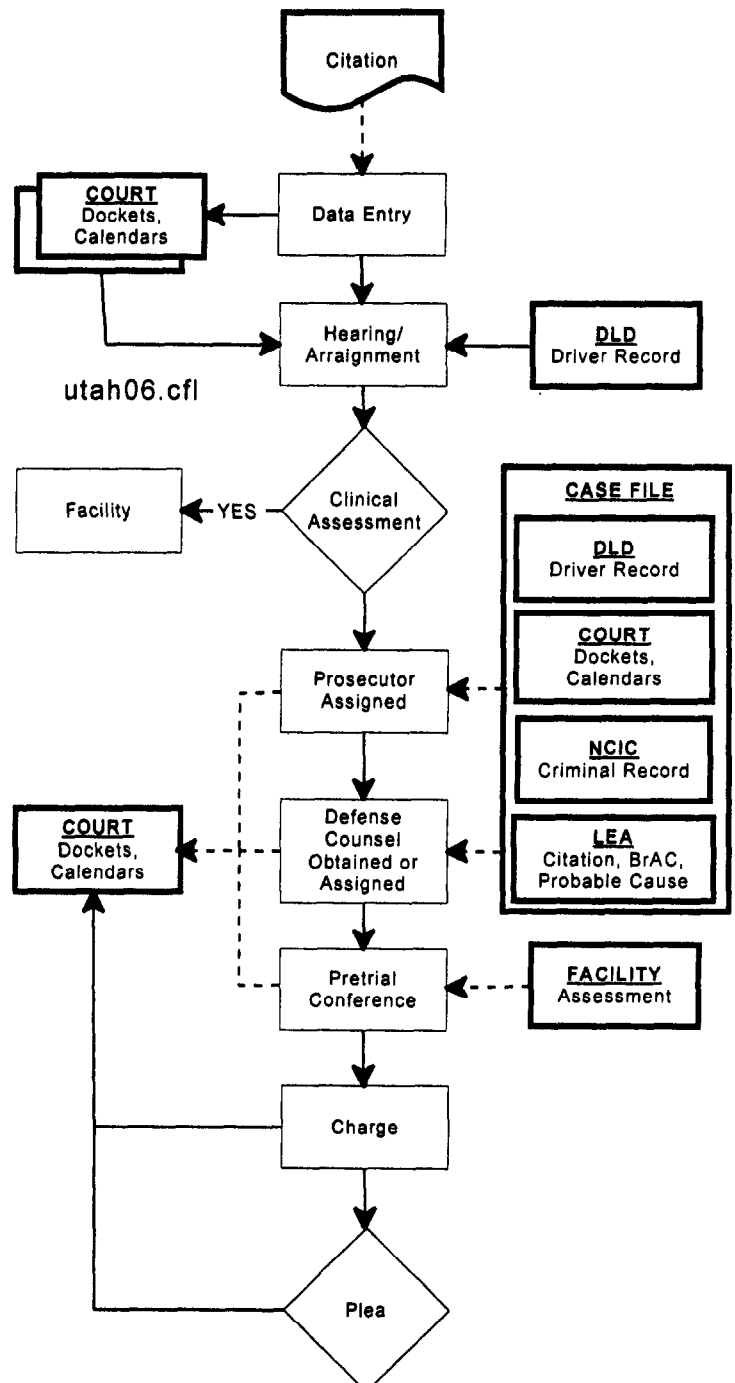 Citation
COURT
Dockets,
Calendars
Data Entry
Hearing/
Arraignment
DLD
Driver Record
utah06.cfl
Facility
YES
Clinical
Assessment
CASE FILE
DLD
Driver Record
COURT
Dockets,
Calendars
NCIC
Criminal Record
LEA
Citation, BrAC,
Probable Cause
Prosecutor
Assigned
COURT
Dockets,
Calendars
Defense
Counsel
Obtained or
Assigned
Pretrial
Conference
FACILITY
Assessment
Charge
Plea